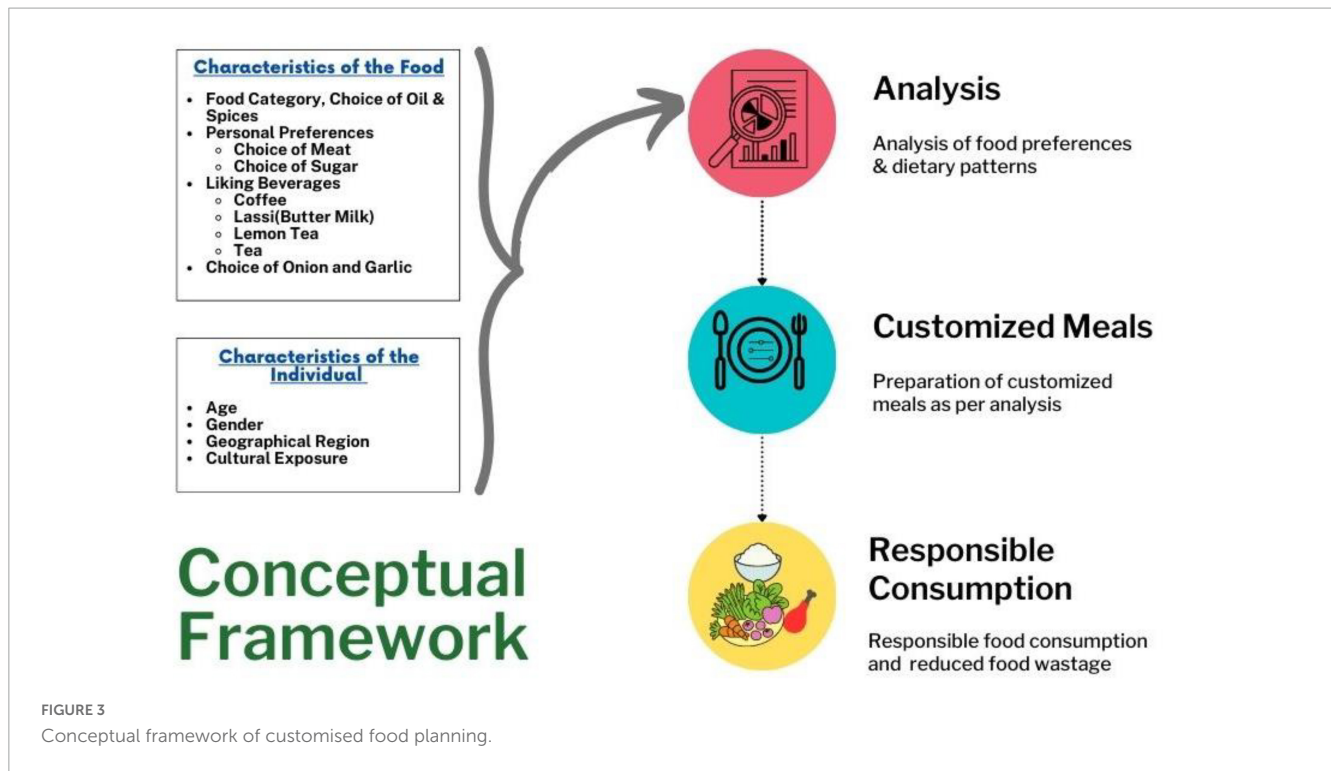 Characteristics of the Food
• Food Category, Choice of Oil &
Spices
• Personal Preferences
◦ Choice of Meat
◦ Choice of Sugar
• Liking Beverages
◦ Coffee
◦ Lassi(Butter Milk)
◦ Lemon Tea
◦ Tea
• Choice of Onion and Garlic
Characteristics of the
Individual
• Age
• Gender
• Geographical Region
• Cultural Exposure
Conceptual
Framework
Analysis
Analysis of food preferences
& dietary patterns
Customized Meals
Preparation of customized
meals as per analysis
Responsible
Consumption
Responsible food consumption
and reduced food wastage
FIGURE 3
Conceptual framework of customised food planning.